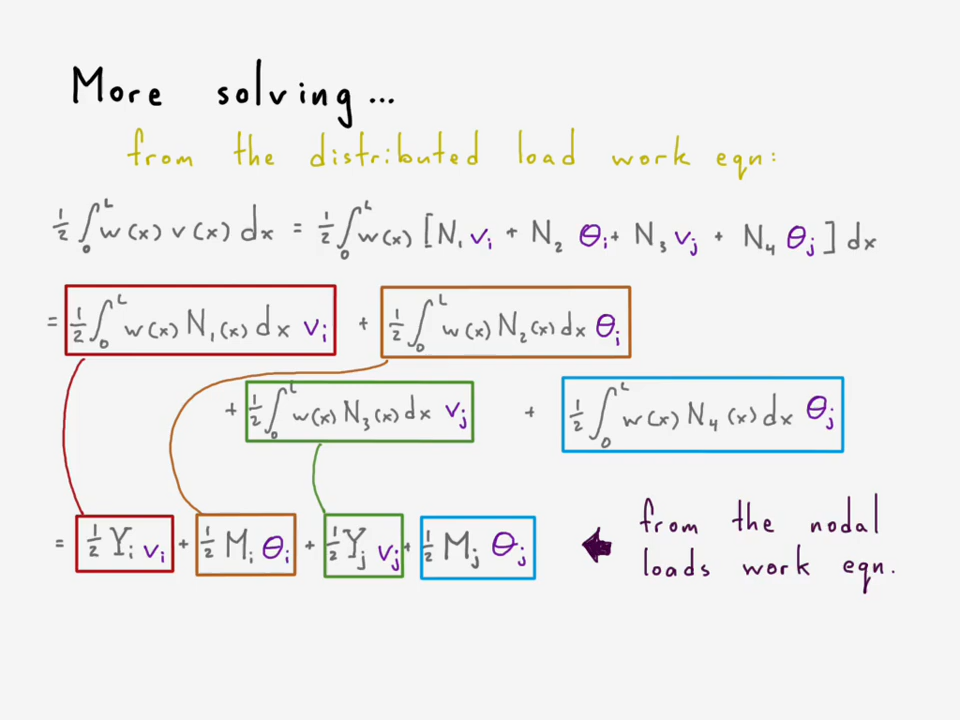 More solving...
from the distributed load work eqn:
½ ∫₀ᴸ w(x) v(x) dx = ½ ∫₀ᴸ w(x) [N₁ vᵢ + N₂ θᵢ + N₃ vⱼ + N₄ θⱼ] dx
= ½ ∫₀ᴸ w(x) N₁(x) dx vᵢ + ½ ∫₀ᴸ w(x) N₂(x) dx θᵢ
+ ½ ∫₀ᴸ w(x) N₃(x) dx vⱼ + ½ ∫₀ᴸ w(x) N₄(x) dx θⱼ
= ½ Yᵢ vᵢ + ½ Mᵢ θᵢ + ½ Yⱼ vⱼ + ½ Mⱼ θⱼ
from the nodal
loads work eqn.